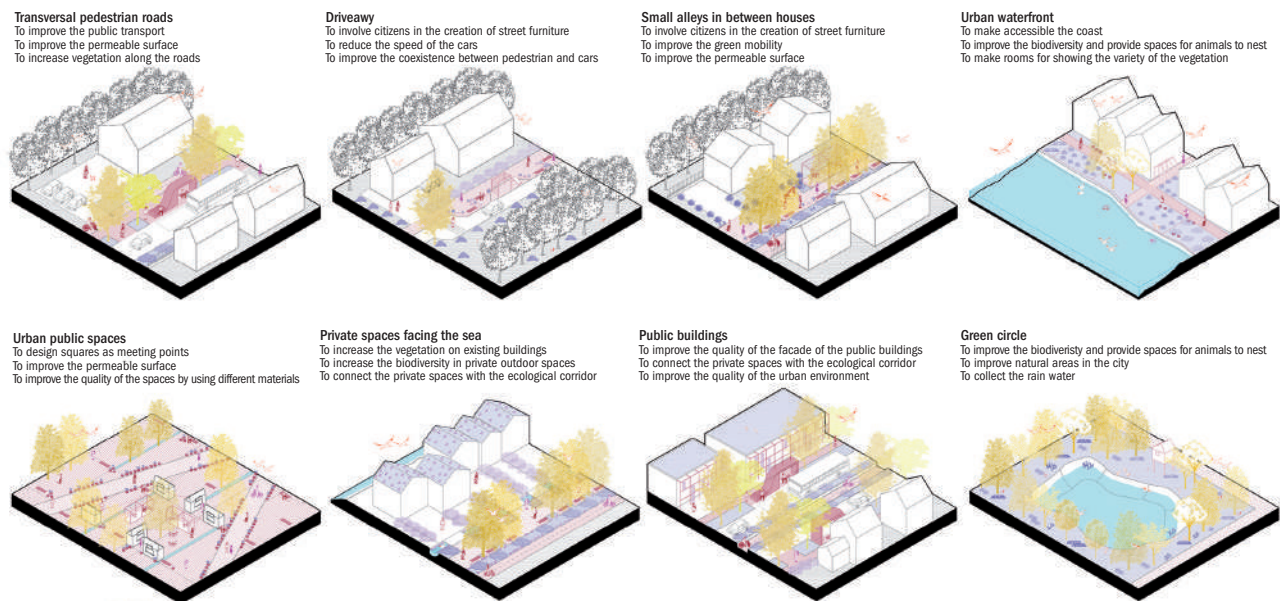 Transversal pedestrian roads
To improve the public transport
To improve the permeable surface
To increase vegetation along the roads
Driveawy
To involve citizens in the creation of street furniture
To reduce the speed of the cars
To improve the coexistence between pedestrian and cars
Small alleys in between houses
To involve citizens in the creation of street furniture
To improve the green mobility
To improve the permeable surface
Urban waterfront
To make accessible the coast
To improve the biodiversity and provide spaces for animals to nest
To make rooms for showing the variety of the vegetation
Urban public spaces
To design squares as meeting points
To improve the permeable surface
To improve the quality of the spaces by using different materials
Private spaces facing the sea
To increase the vegetation on existing buildings
To increase the biodiversity in private outdoor spaces
To connect the private spaces with the ecological corridor
Public buildings
To improve the quality of the facade of the public buildings
To connect the private spaces with the ecological corridor
To improve the quality of the urban environment
Green circle
To improve the biodiveristy and provide spaces for animals to nest
To improve natural areas in the city
To collect the rain water